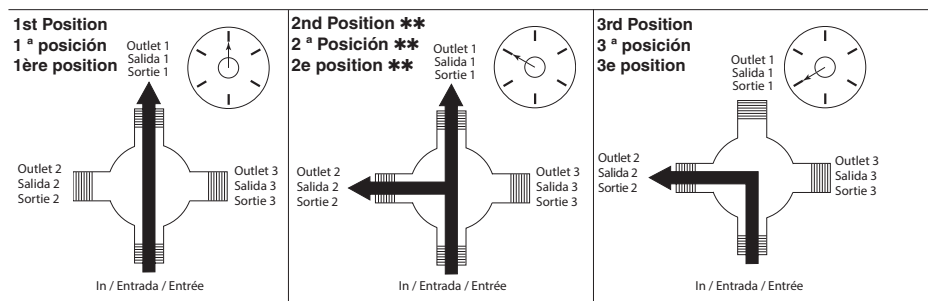 1st Position
1 ª posición
1ère position
Outlet 1
Salida 1
Sortie 1
Outlet 2
Salida 2
Sortie 2
Outlet 3
Salida 3
Sortie 3
In / Entrada / Entrée
2nd Position ✱✱
2 ª Posición ✱✱
2e position ✱✱
Outlet 1
Salida 1
Sortie 1
Outlet 2
Salida 2
Sortie 2
Outlet 3
Salida 3
Sortie 3
In / Entrada / Entrée
3rd Position
3 ª posición
3e position
Outlet 1
Salida 1
Sortie 1
Outlet 2
Salida 2
Sortie 2
Outlet 3
Salida 3
Sortie 3
In / Entrada / Entrée